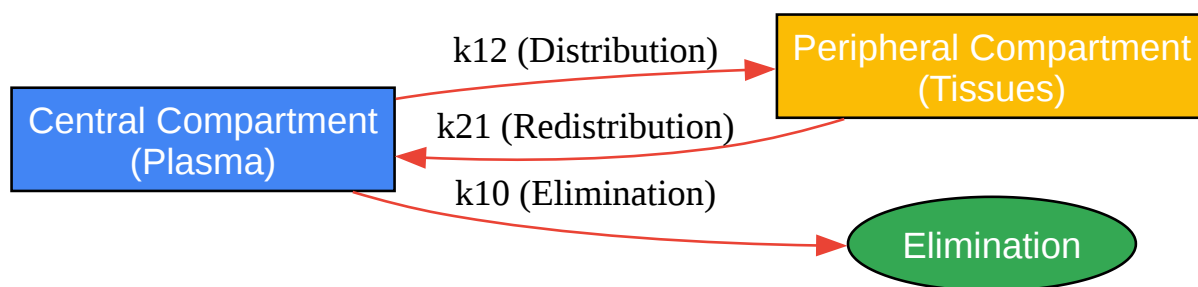 k12 (Distribution)
Peripheral Compartment
(Tissues)
Central Compartment
(Plasma)
k21 (Redistribution)
k10 (Elimination)
Elimination